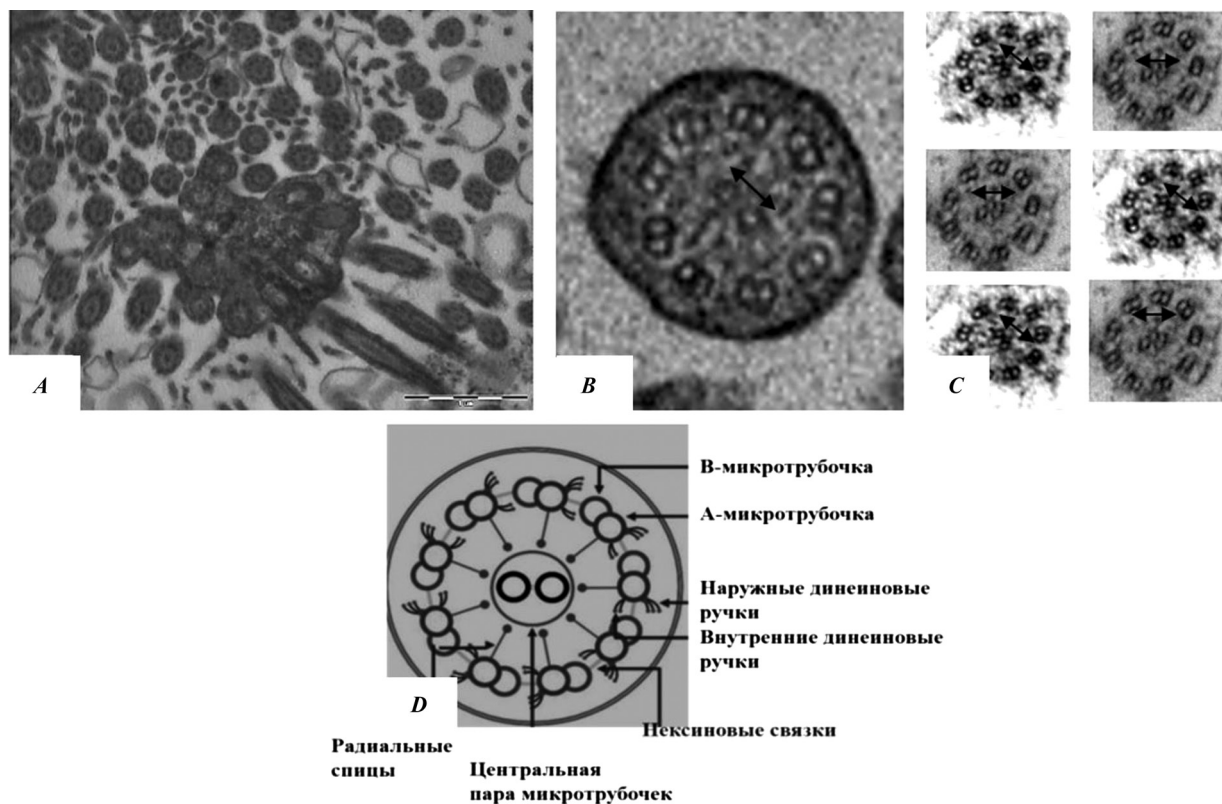 A
B
C
В-микротрубочка
А-микротрубочка
Наружные динеиновые
ручки
Внутренние динеиновые
ручки
D
Нексиновые связки
Радиальные
спицы
Центральная
пара микротрубочек